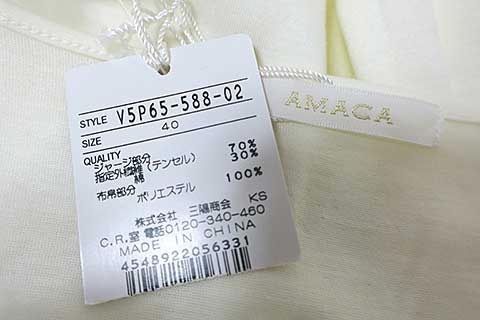 STYLE V5P65-588-02
SIZE 40
QUALITY
ジャージ部分 70%
指定外繊維(テンセル) 30%
綿
布帛部分 100%
ポリエステル
株式会社 三陽商会 KS
C.R.室 電話0120-340-460
MADE IN CHINA
4548922056331
AMACA